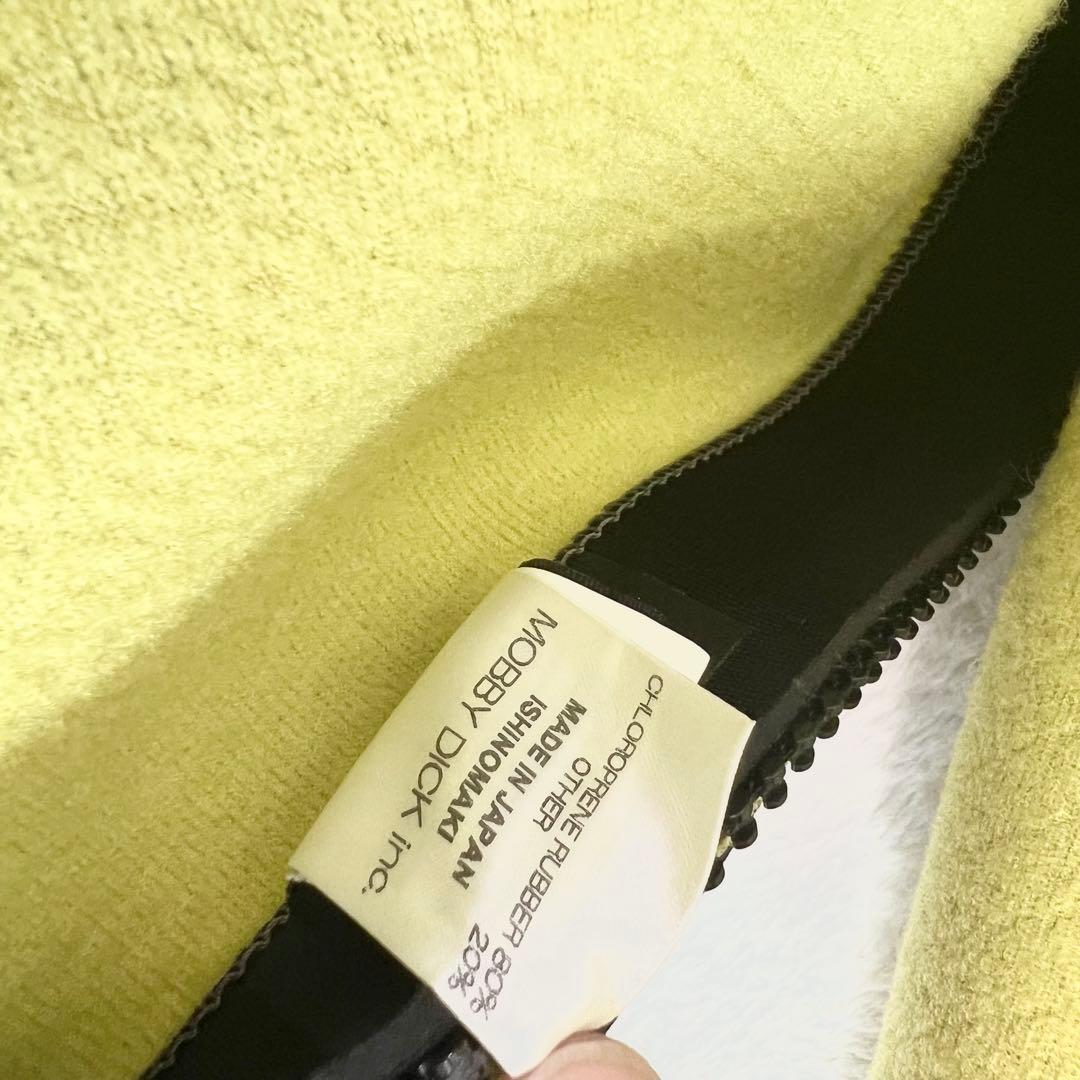 CHLOROPRENE RUBBER 80%
OTHER 20%
MADE IN JAPAN
ISHINOMAKI
MOBBY DICK inc.